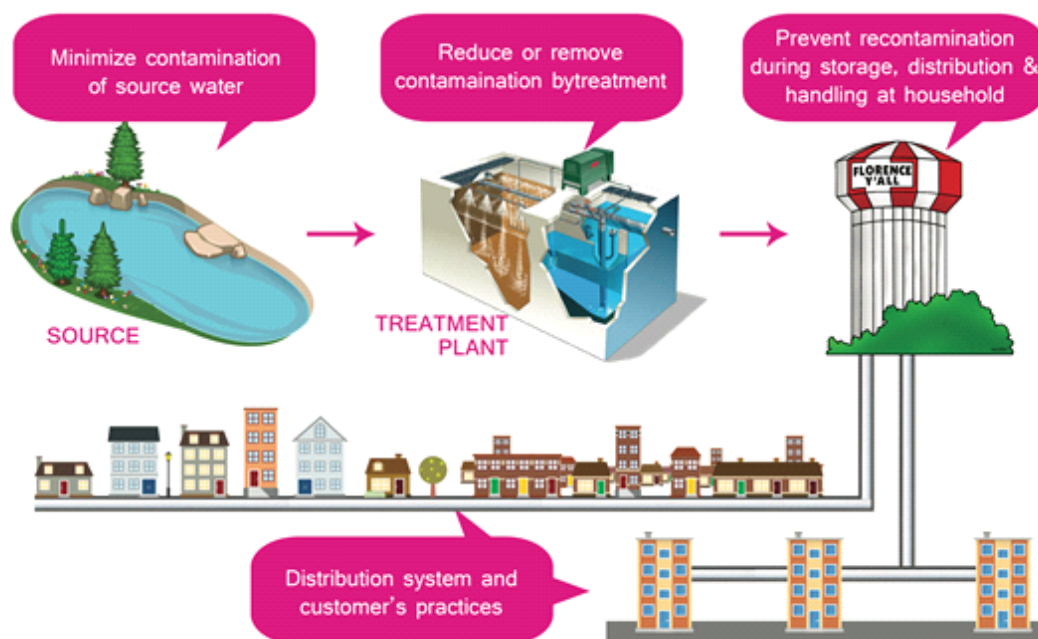 Minimize contamination
of source water
Reduce or remove
contamaination bytreatment
Prevent recontamination
during storage, distribution &
handling at household
FLORENCE
Y'ALL
SOURCE
TREATMENT
PLANT
Distribution system and
customer's practices